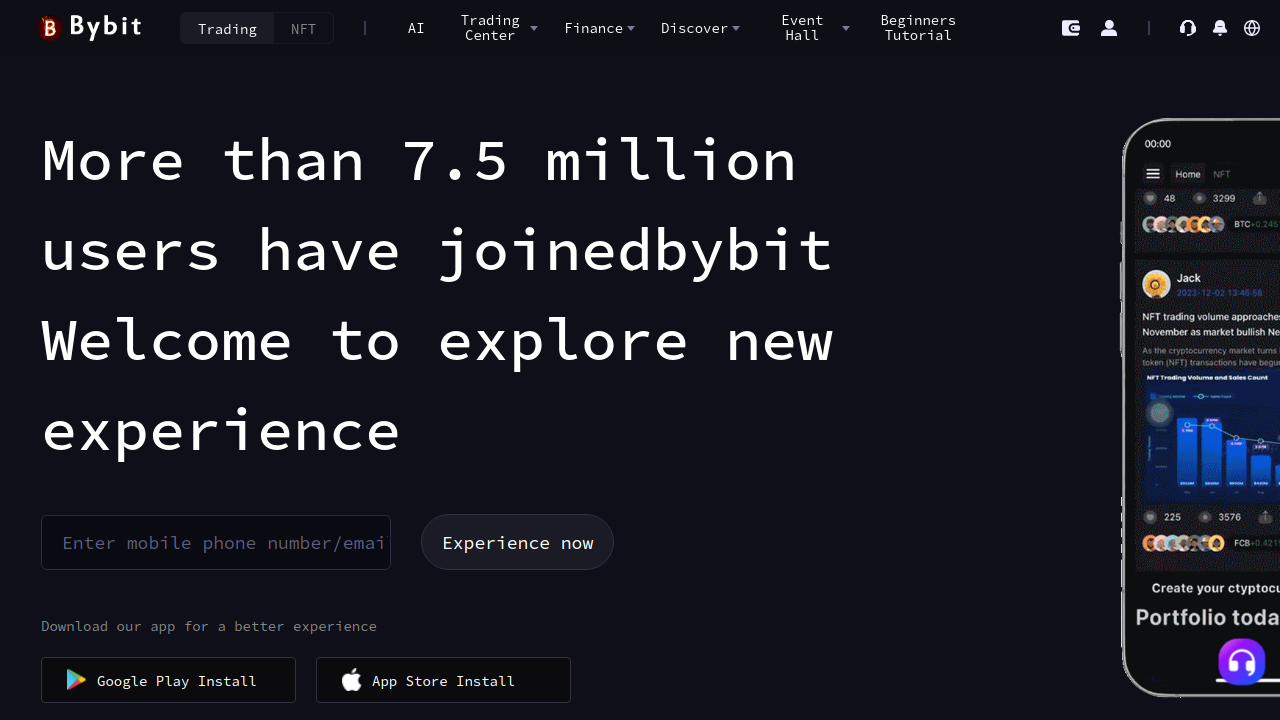 Bybit
Trading
NFT
AI
Trading
Center
Finance
Discover
Event
Hall
Beginners
Tutorial
More than 7.5 million
users have joinedbybit
Welcome to explore new
experience
Enter mobile phone number/emai
Experience now
Download our app for a better experience
Google Play Install
App Store Install
00:00
Home
NFT
48
3299
BTC+0.245
Jack
2023-12-02 13:46:58
NFT trading volume approaches
November as market bullish Ne
As the cryptocurrency market turns
token (NFT) transactions have begun
NFT Trading Volume and Sales Count
225
3576
FCB+0.421
Create your ctyptocu
Portfolio toda